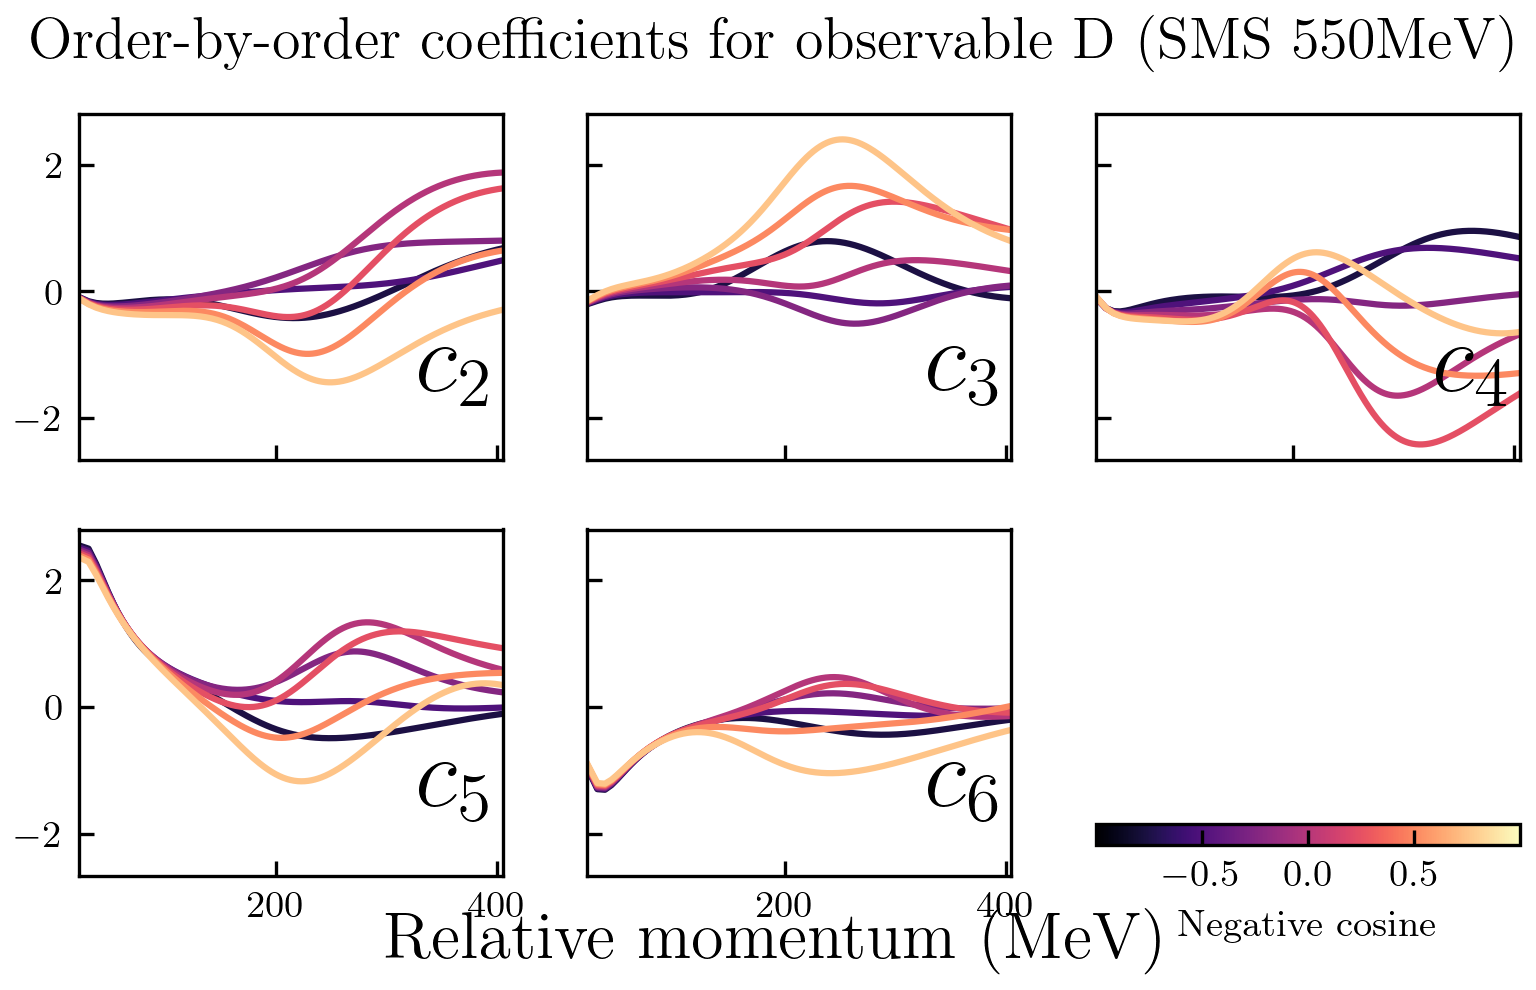 Order-by-order coefficients for observable D (SMS 550MeV)
2
0
−2
c2
c3
c4
2
0
−2
c5
c6
200
400
200
400
−0.5
0.0
0.5
Negative cosine
Relative momentum (MeV)